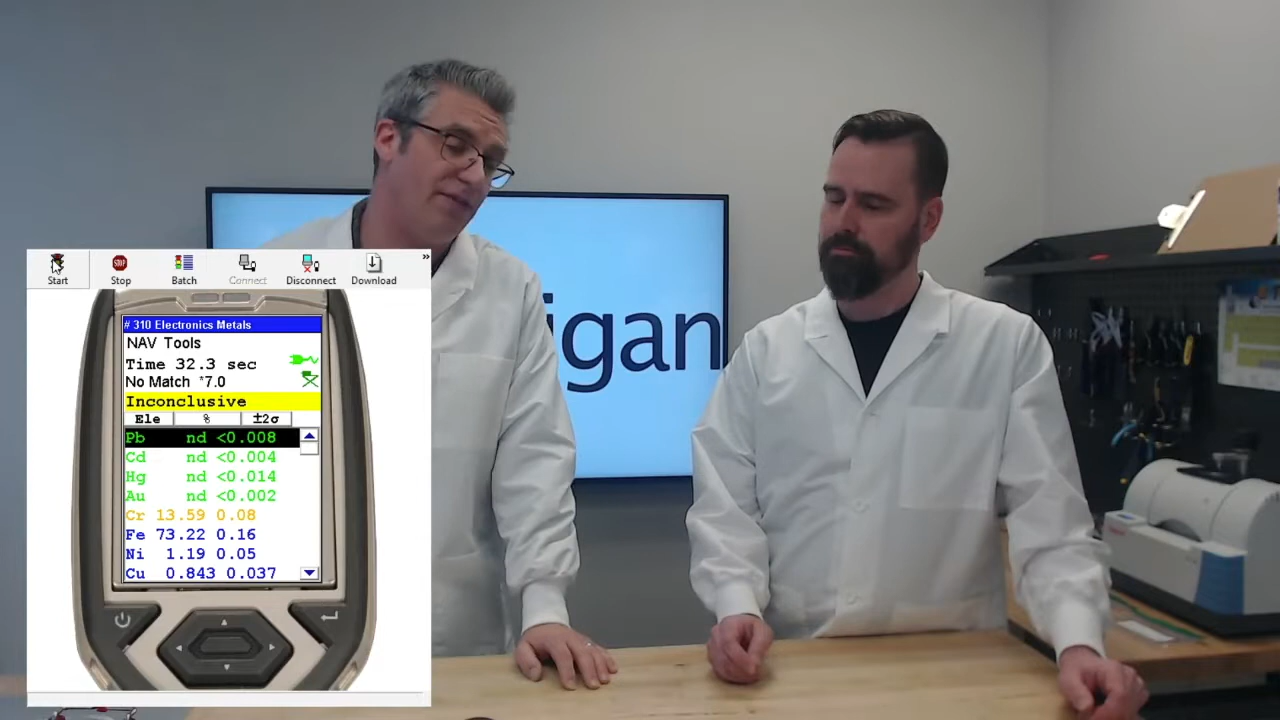 igan
Start Stop Batch Connect Disconnect Download »
# 310 Electronics Metals
NAV Tools
Time 32.3 sec
No Match *7.0
Inconclusive
Ele % ±2σ
Pb nd <0.008
Cd nd <0.004
Hg nd <0.014
Au nd <0.002
Cr 13.59 0.08
Fe 73.22 0.16
Ni 1.19 0.05
Cu 0.843 0.037